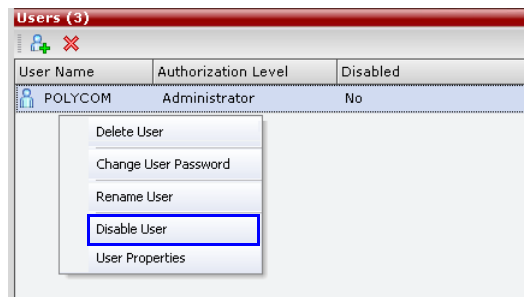 Users (3)
User Name Authorization Level Disabled
POLYCOM Administrator No
Delete User
Change User Password
Rename User
Disable User
User Properties